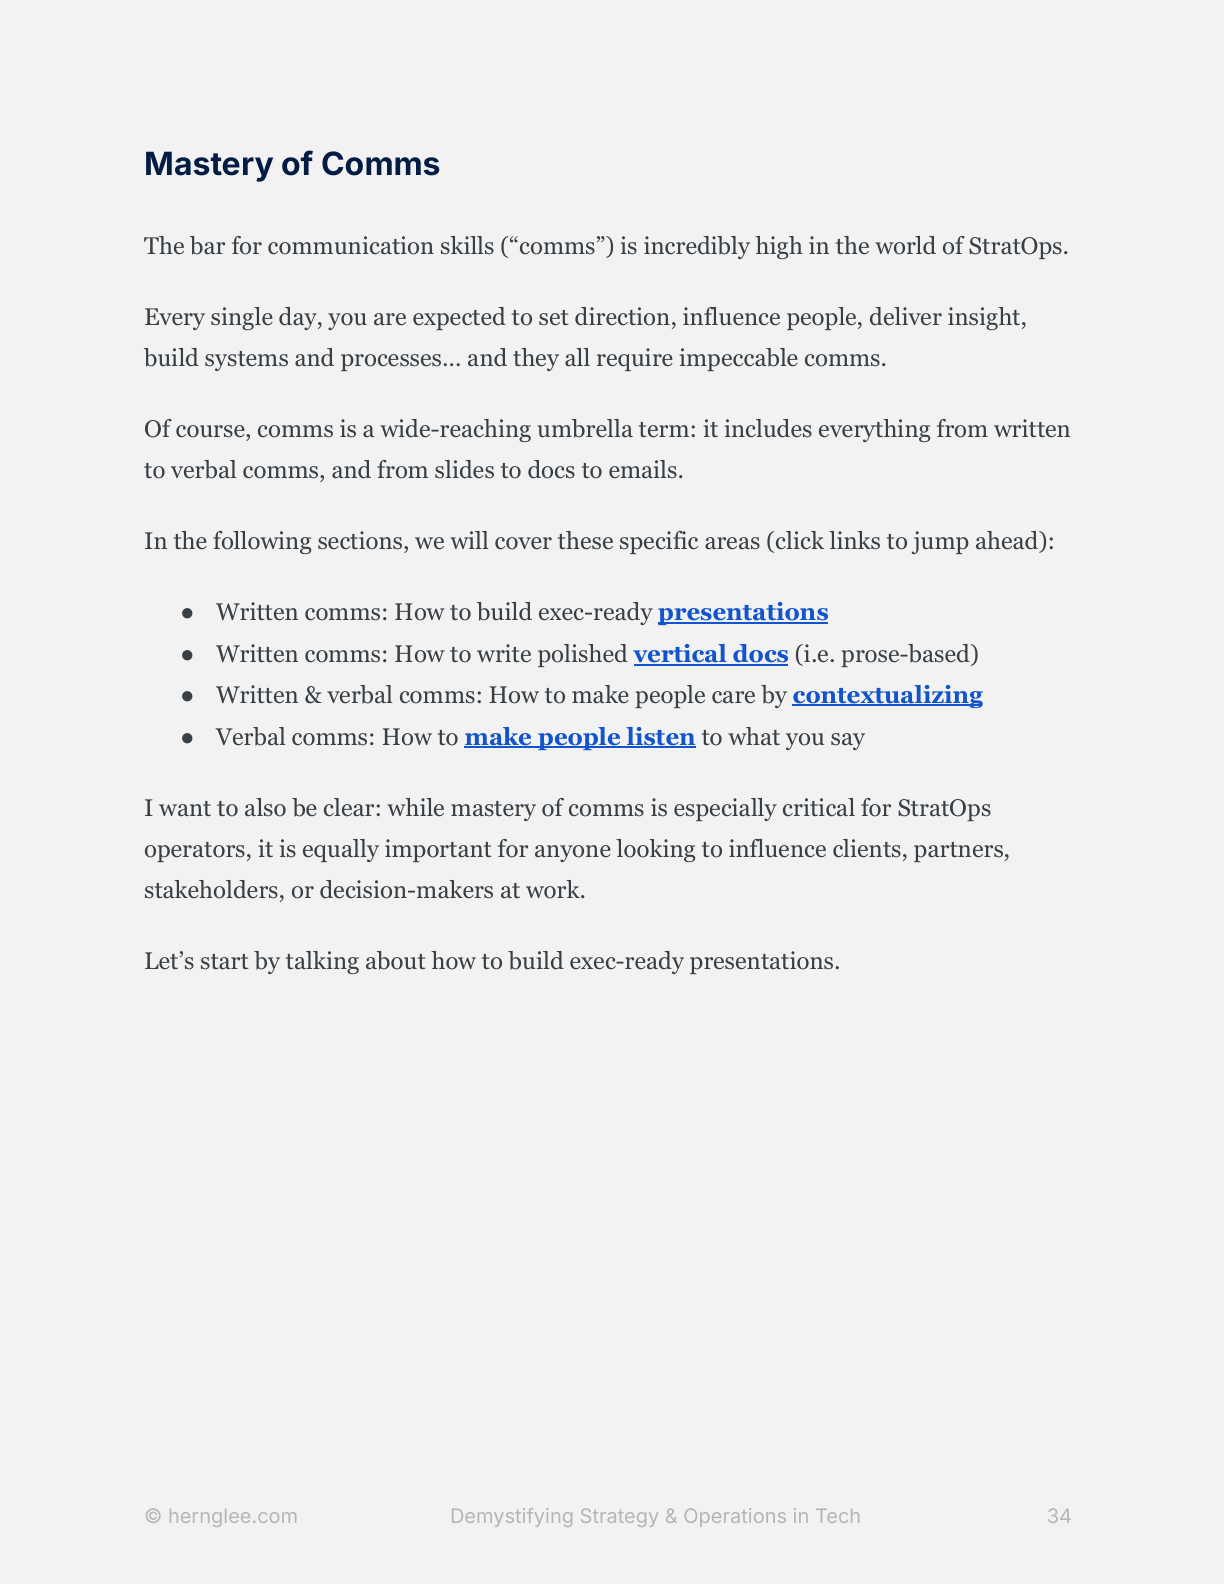 Mastery of Comms
The bar for communication skills (“comms”) is incredibly high in the world of StratOps.
Every single day, you are expected to set direction, influence people, deliver insight,
build systems and processes… and they all require impeccable comms.
Of course, comms is a wide-reaching umbrella term: it includes everything from written
to verbal comms, and from slides to docs to emails.
In the following sections, we will cover these specific areas (click links to jump ahead):
● Written comms: How to build exec-ready presentations
● Written comms: How to write polished vertical docs (i.e. prose-based)
● Written & verbal comms: How to make people care by contextualizing
● Verbal comms: How to make people listen to what you say
I want to also be clear: while mastery of comms is especially critical for StratOps
operators, it is equally important for anyone looking to influence clients, partners,
stakeholders, or decision-makers at work.
Let’s start by talking about how to build exec-ready presentations.
© hernglee.com Demystifying Strategy & Operations in Tech 34